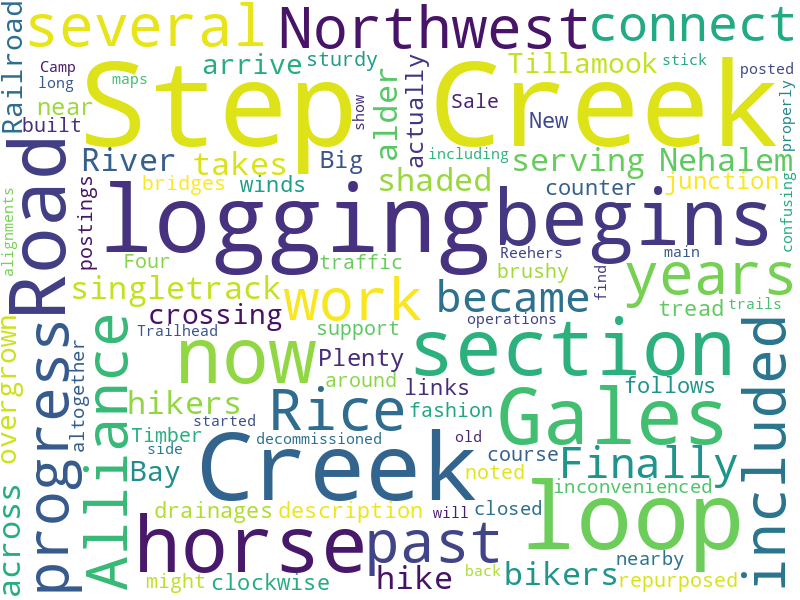 Railroad
several
Northwest
connect
Camp
long
maps
near
built
Step
Creek
arrive
sturdy
show
alder
actually
Sale
Tillamook
stick
New
posted
properly
River
takes
Big
including
serving
Nehalem
bridges
winds
shaded
counter
junction
confusing
alignments
Road
postings
logging
begins
Four
traffic
Reehers
brushy
main
find
years
singletrack
work
became
tread
trails
crossing
Trailhead
support
operations
overgrown
progress
altogether
Alliance
now
Plenty
section
included
around
links
follows
hikers
Rice
fashion
Gales
started
Timber
side
decommissioned
old
course
Bay
Creek
noted
Finally
inconvenienced
across
drainages
description
will
closed
loop
horse
past
nearby
might
clockwise
hike
back
bikers
repurposed